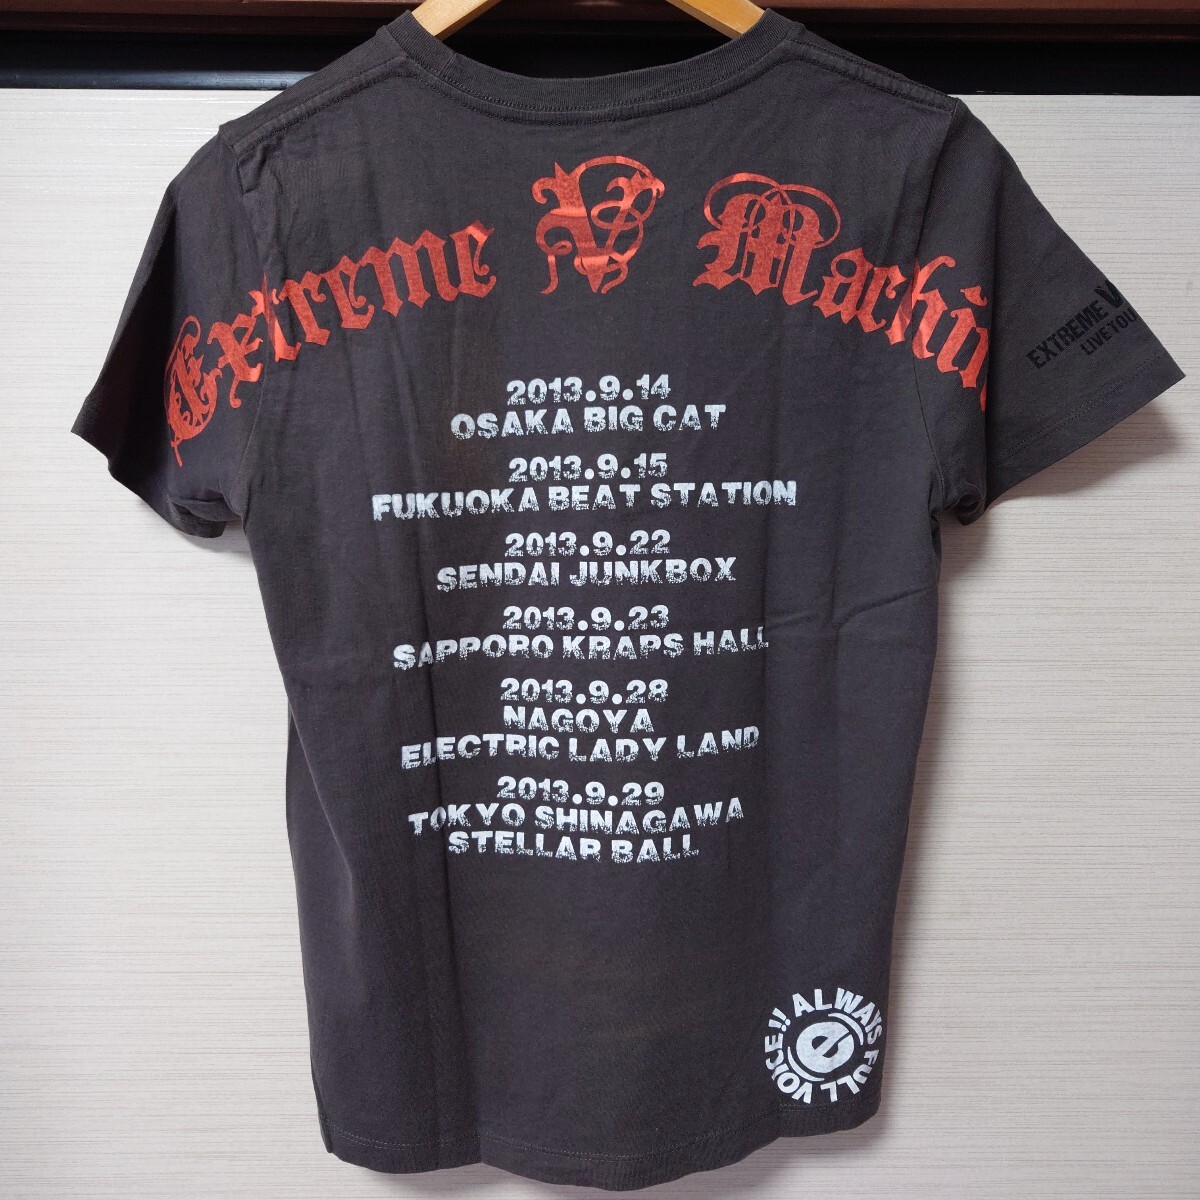 Extreme V Machin
EXTREME V
LIVE TOU
2013.9.14
OSAKA BIG CAT
2013.9.15
FUKUOKA BEAT STATION
2013.9.22
SENDAI JUNKBOX
2013.9.23
SAPPORO KRAPS HALL
2013.9.28
NAGOYA
ELECTRIC LADY LAND
2013.9.29
TOKYO SHINAGAWA
STELLAR BALL
ALWAYS FULL VOICE!!
e